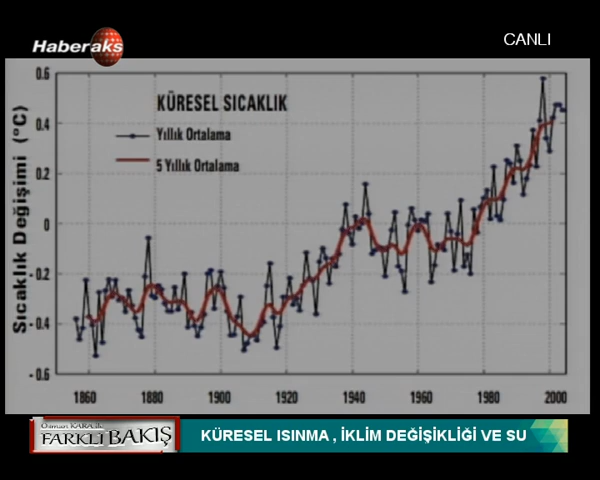 Haberaks
CANLI
KÜRESEL SICAKLIK
Yıllık Ortalama
5 Yıllık Ortalama
Sıcaklık Değişimi (°C)
0.6
0.4
0.2
0
-0.2
-0.4
-0.6
1860
1880
1900
1920
1940
1960
1980
2000
FARKLI BAKIŞ
KÜRESEL ISINMA , İKLİM DEĞİŞİKLİĞİ VE SU